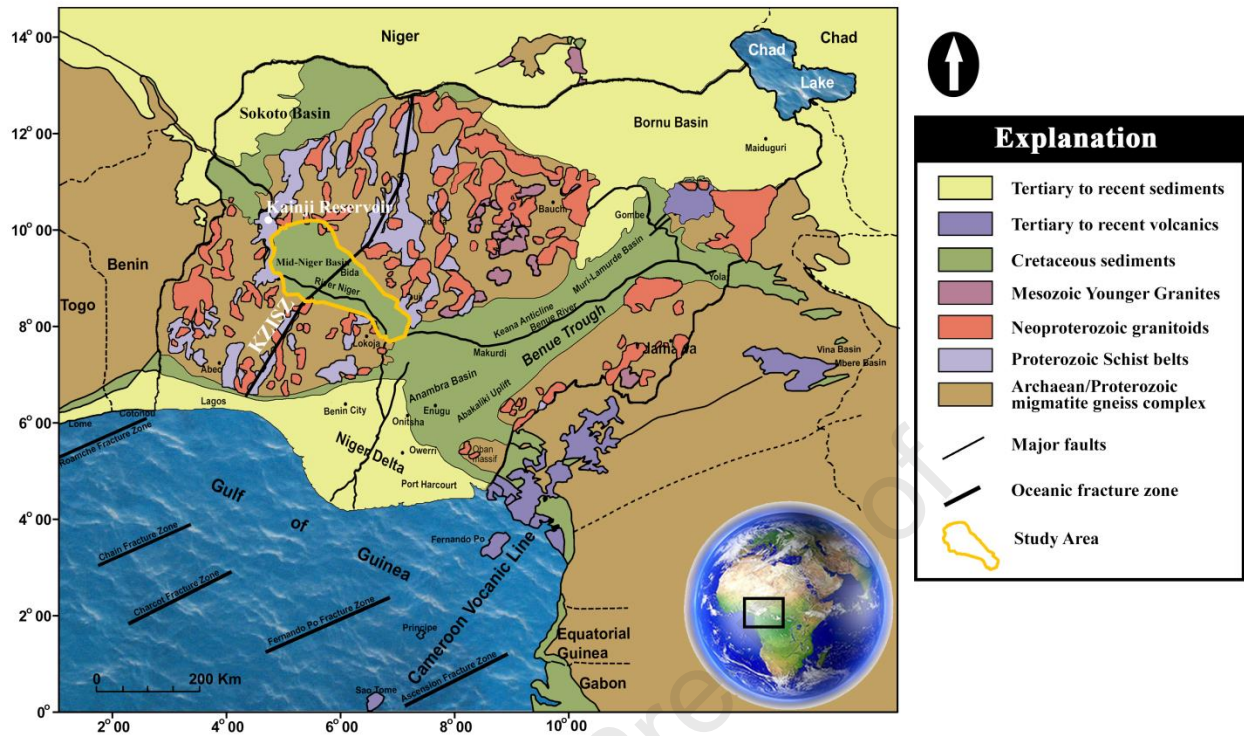 14° 00
12° 00
10° 00
8° 00
6° 00
4° 00
2° 00
0°
2° 00
4° 00
6° 00
8° 00
10° 00
Niger
Chad
Chad
Lake
Sokoto Basin
Bornu Basin
Maiduguri
Kainji Reservoir
Bauch
Gombe
Benin
Mid-Niger Basin
Bida
River Niger
Muri-Lamurde Basin
Yola
Togo
KZISZ
Keana Anticline
Benue River
Benue Trough
Lokoja
Makurdi
Abeo
Vina Basin
Mbere Basin
Anambra Basin
Abakaliki Uplift
Lagos
Benin City
Enugu
Onitsha
Cotonou
Lome
Roamche Fracture Zone
Niger Delta
Owerri
Oban
massif
Port Harcourt
Gulf
of
Guinea
Chain Fracture Zone
Fernando Po
Charcot Fracture Zone
Fernando Po Fracture Zone
Principe
Cameroon Vocanic Line
Ascension Fracture Zone
Sao Tome
Equatorial
Guinea
Gabon
200 Km
0
Explanation
Tertiary to recent sediments
Tertiary to recent volcanics
Cretaceous sediments
Mesozoic Younger Granites
Neoproterozoic granitoids
Proterozoic Schist belts
Archaean/Proterozoic
migmatite gneiss complex
Major faults
Oceanic fracture zone
Study Area